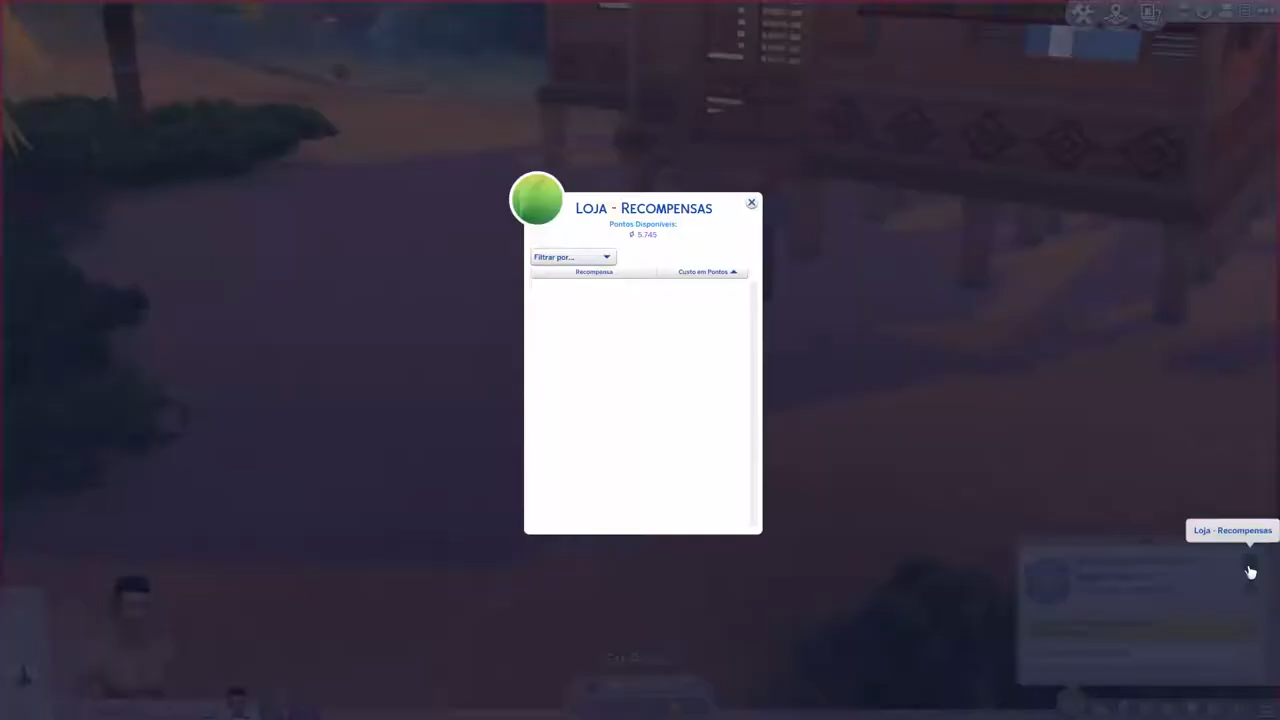 LOJA - RECOMPENSAS
Pontos Disponíveis:
5.745
Filtrar por...
Recompensa Custo em Pontos
Loja - Recompensas